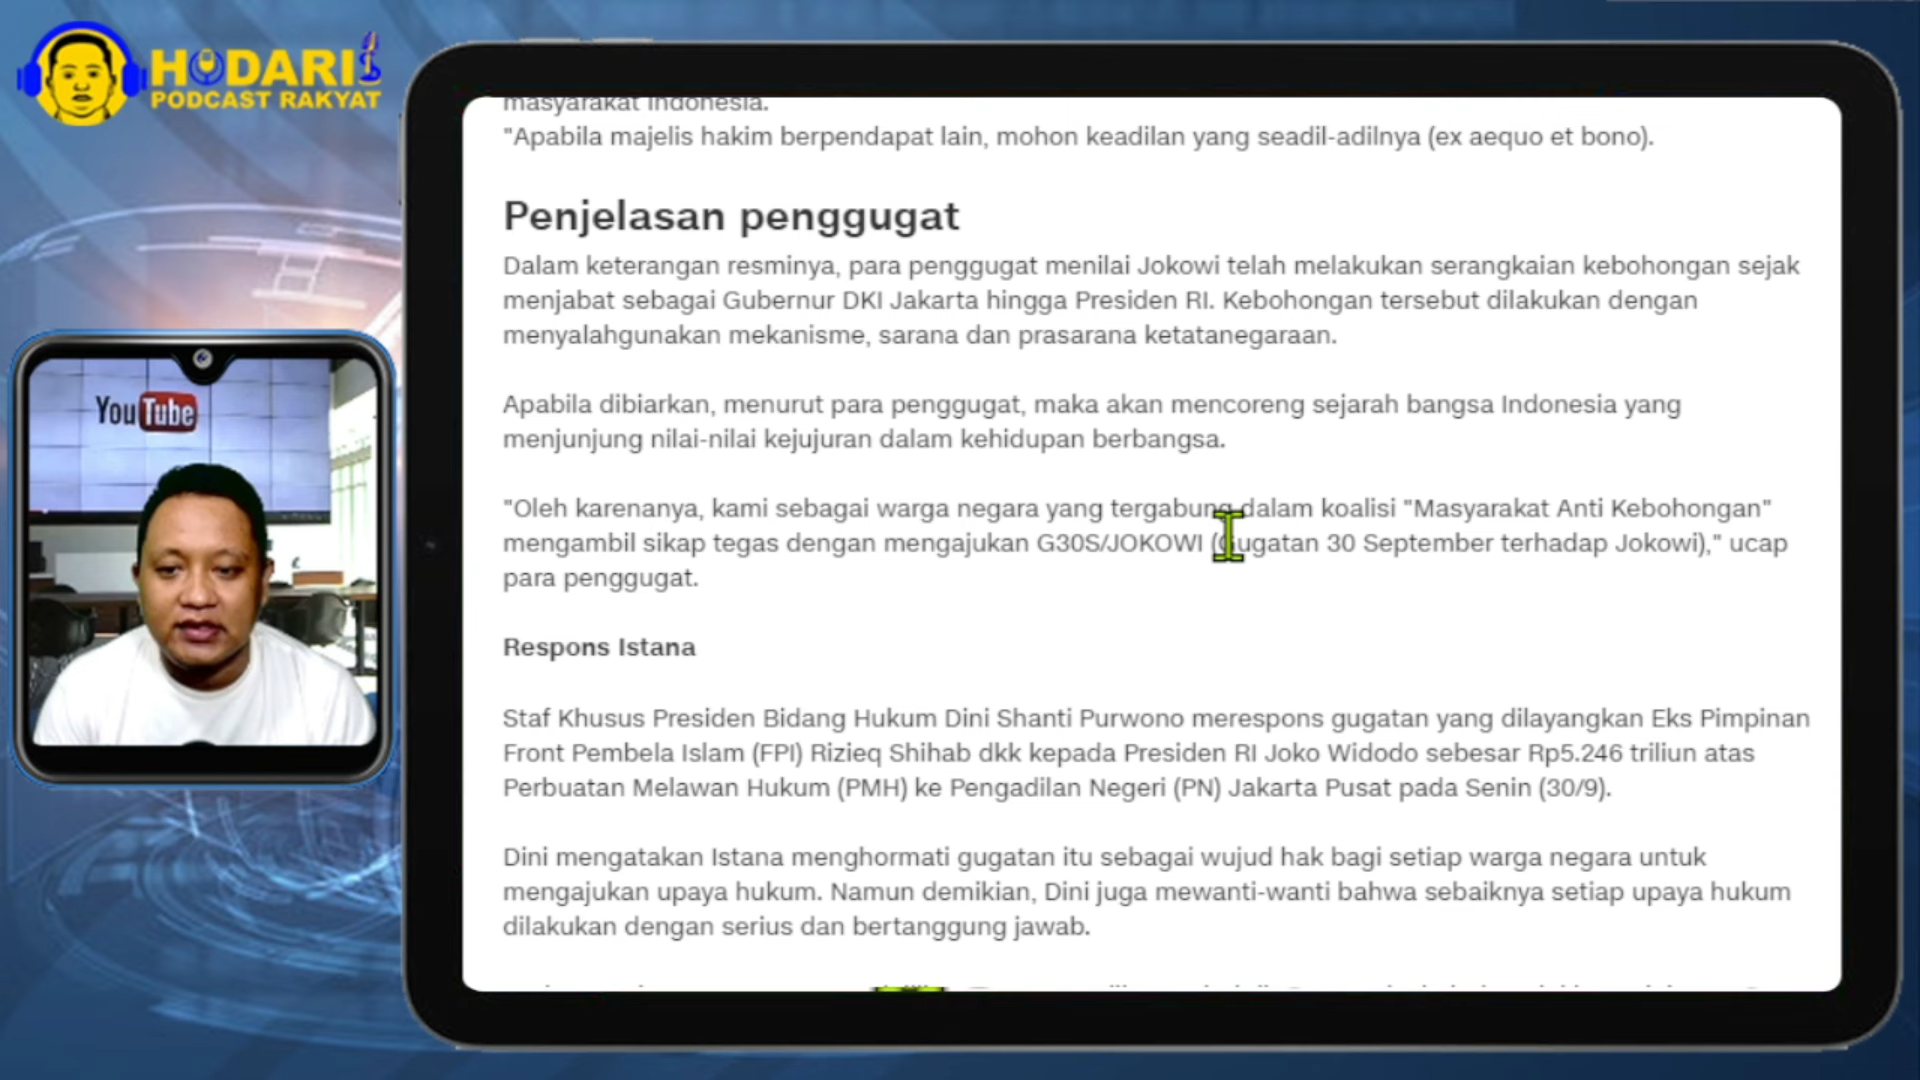 HODARI
PODCAST RAKYAT
YouTube
masyarakat Indonesia.
"Apabila majelis hakim berpendapat lain, mohon keadilan yang seadil-adilnya (ex aequo et bono).
Penjelasan penggugat
Dalam keterangan resminya, para penggugat menilai Jokowi telah melakukan serangkaian kebohongan sejak
menjabat sebagai Gubernur DKI Jakarta hingga Presiden RI. Kebohongan tersebut dilakukan dengan
menyalahgunakan mekanisme, sarana dan prasarana ketatanegaraan.
Apabila dibiarkan, menurut para penggugat, maka akan mencoreng sejarah bangsa Indonesia yang
menjunjung nilai-nilai kejujuran dalam kehidupan berbangsa.
"Oleh karenanya, kami sebagai warga negara yang tergabung dalam koalisi "Masyarakat Anti Kebohongan"
mengambil sikap tegas dengan mengajukan G30S/JOKOWI (Gugatan 30 September terhadap Jokowi)," ucap
para penggugat.
Respons Istana
Staf Khusus Presiden Bidang Hukum Dini Shanti Purwono merespons gugatan yang dilayangkan Eks Pimpinan
Front Pembela Islam (FPI) Rizieq Shihab dkk kepada Presiden RI Joko Widodo sebesar Rp5.246 triliun atas
Perbuatan Melawan Hukum (PMH) ke Pengadilan Negeri (PN) Jakarta Pusat pada Senin (30/9).
Dini mengatakan Istana menghormati gugatan itu sebagai wujud hak bagi setiap warga negara untuk
mengajukan upaya hukum. Namun demikian, Dini juga mewanti-wanti bahwa sebaiknya setiap upaya hukum
dilakukan dengan serius dan bertanggung jawab.